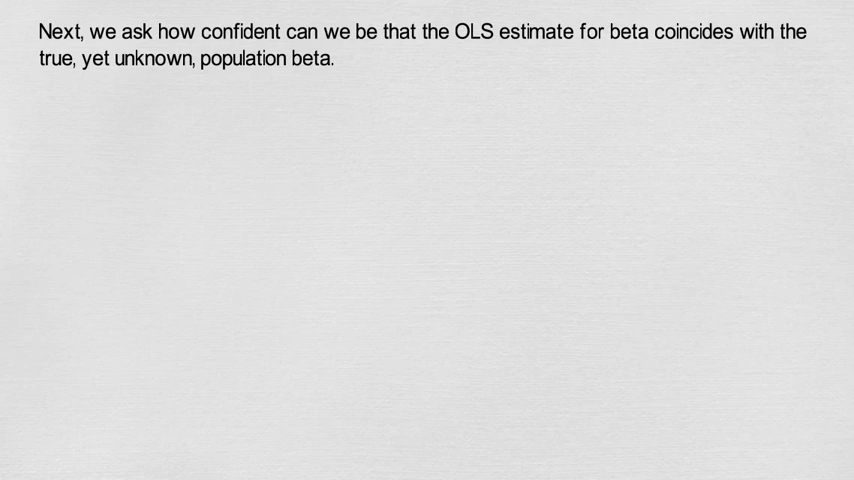 Next, we ask how confident can we be that the OLS estimate for beta coincides with the
true, yet unknown, population beta.